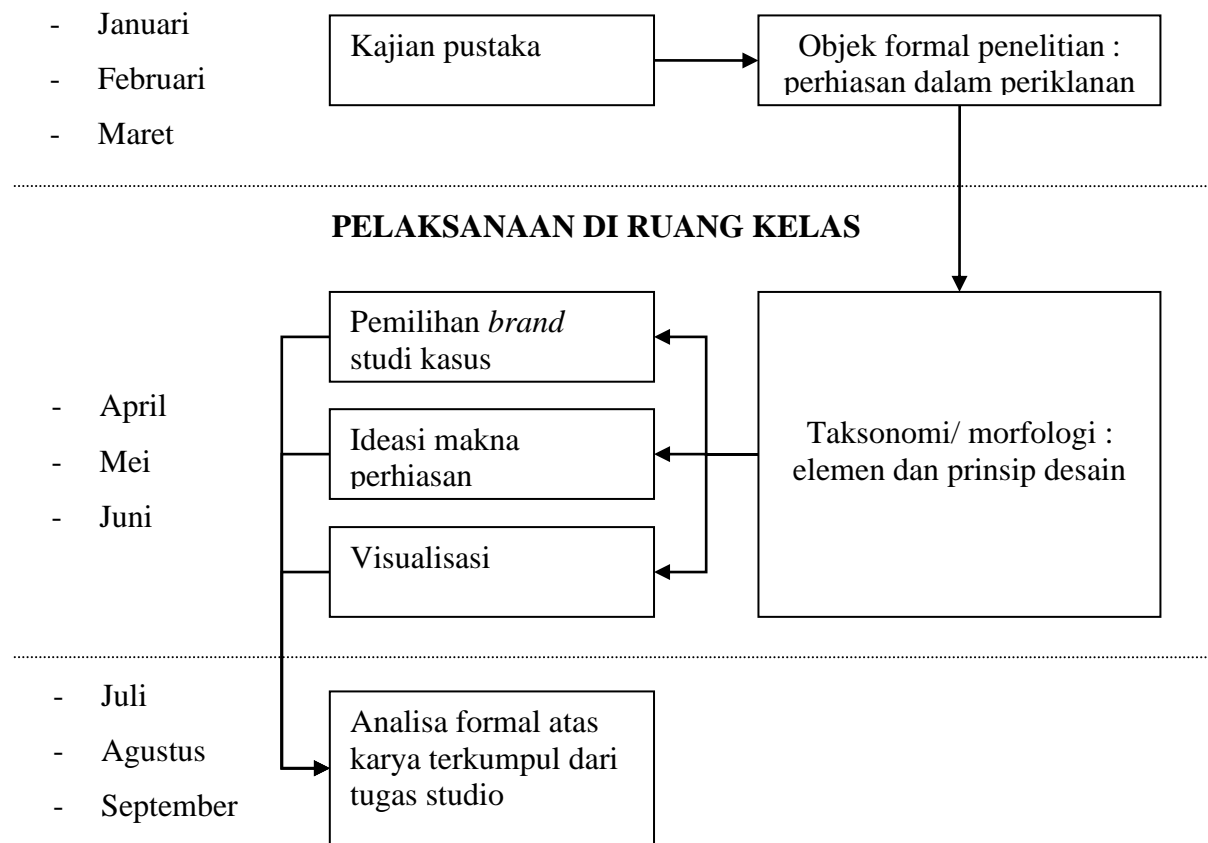 - Januari
- Februari
- Maret
Kajian pustaka
Objek formal penelitian :
perhiasan dalam periklanan
PELAKSANAAN DI RUANG KELAS
- April
- Mei
- Juni
Pemilihan brand
studi kasus
Ideasi makna
perhiasan
Visualisasi
Taksonomi/ morfologi :
elemen dan prinsip desain
- Juli
- Agustus
- September
Analisa formal atas
karya terkumpul dari
tugas studio